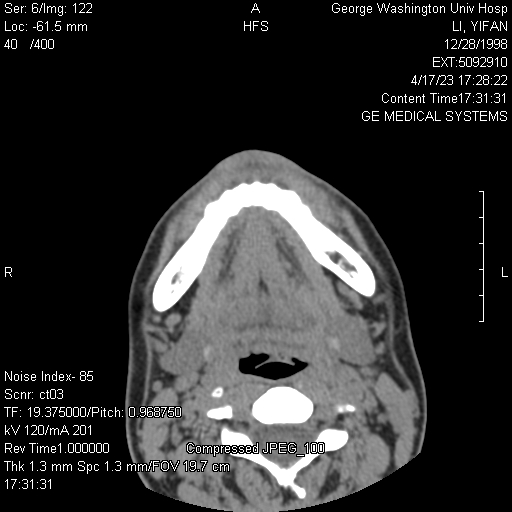 Ser: 6/Img: 122
Loc: -61.5 mm
40 /400
A
HFS
George Washington Univ Hosp
LI, YIFAN
12/28/1998
EXT:5092910
4/17/23 17:28:22
Content Time17:31:31
GE MEDICAL SYSTEMS
R
L
Noise Index- 85
Scnr: ct03
TF: 19.375000/Pitch: 0.968750
kV 120/mA 201
Rev Time1.000000
Compressed JPEG_100
Thk 1.3 mm Spc 1.3 mm/FOV 19.7 cm
17:31:31